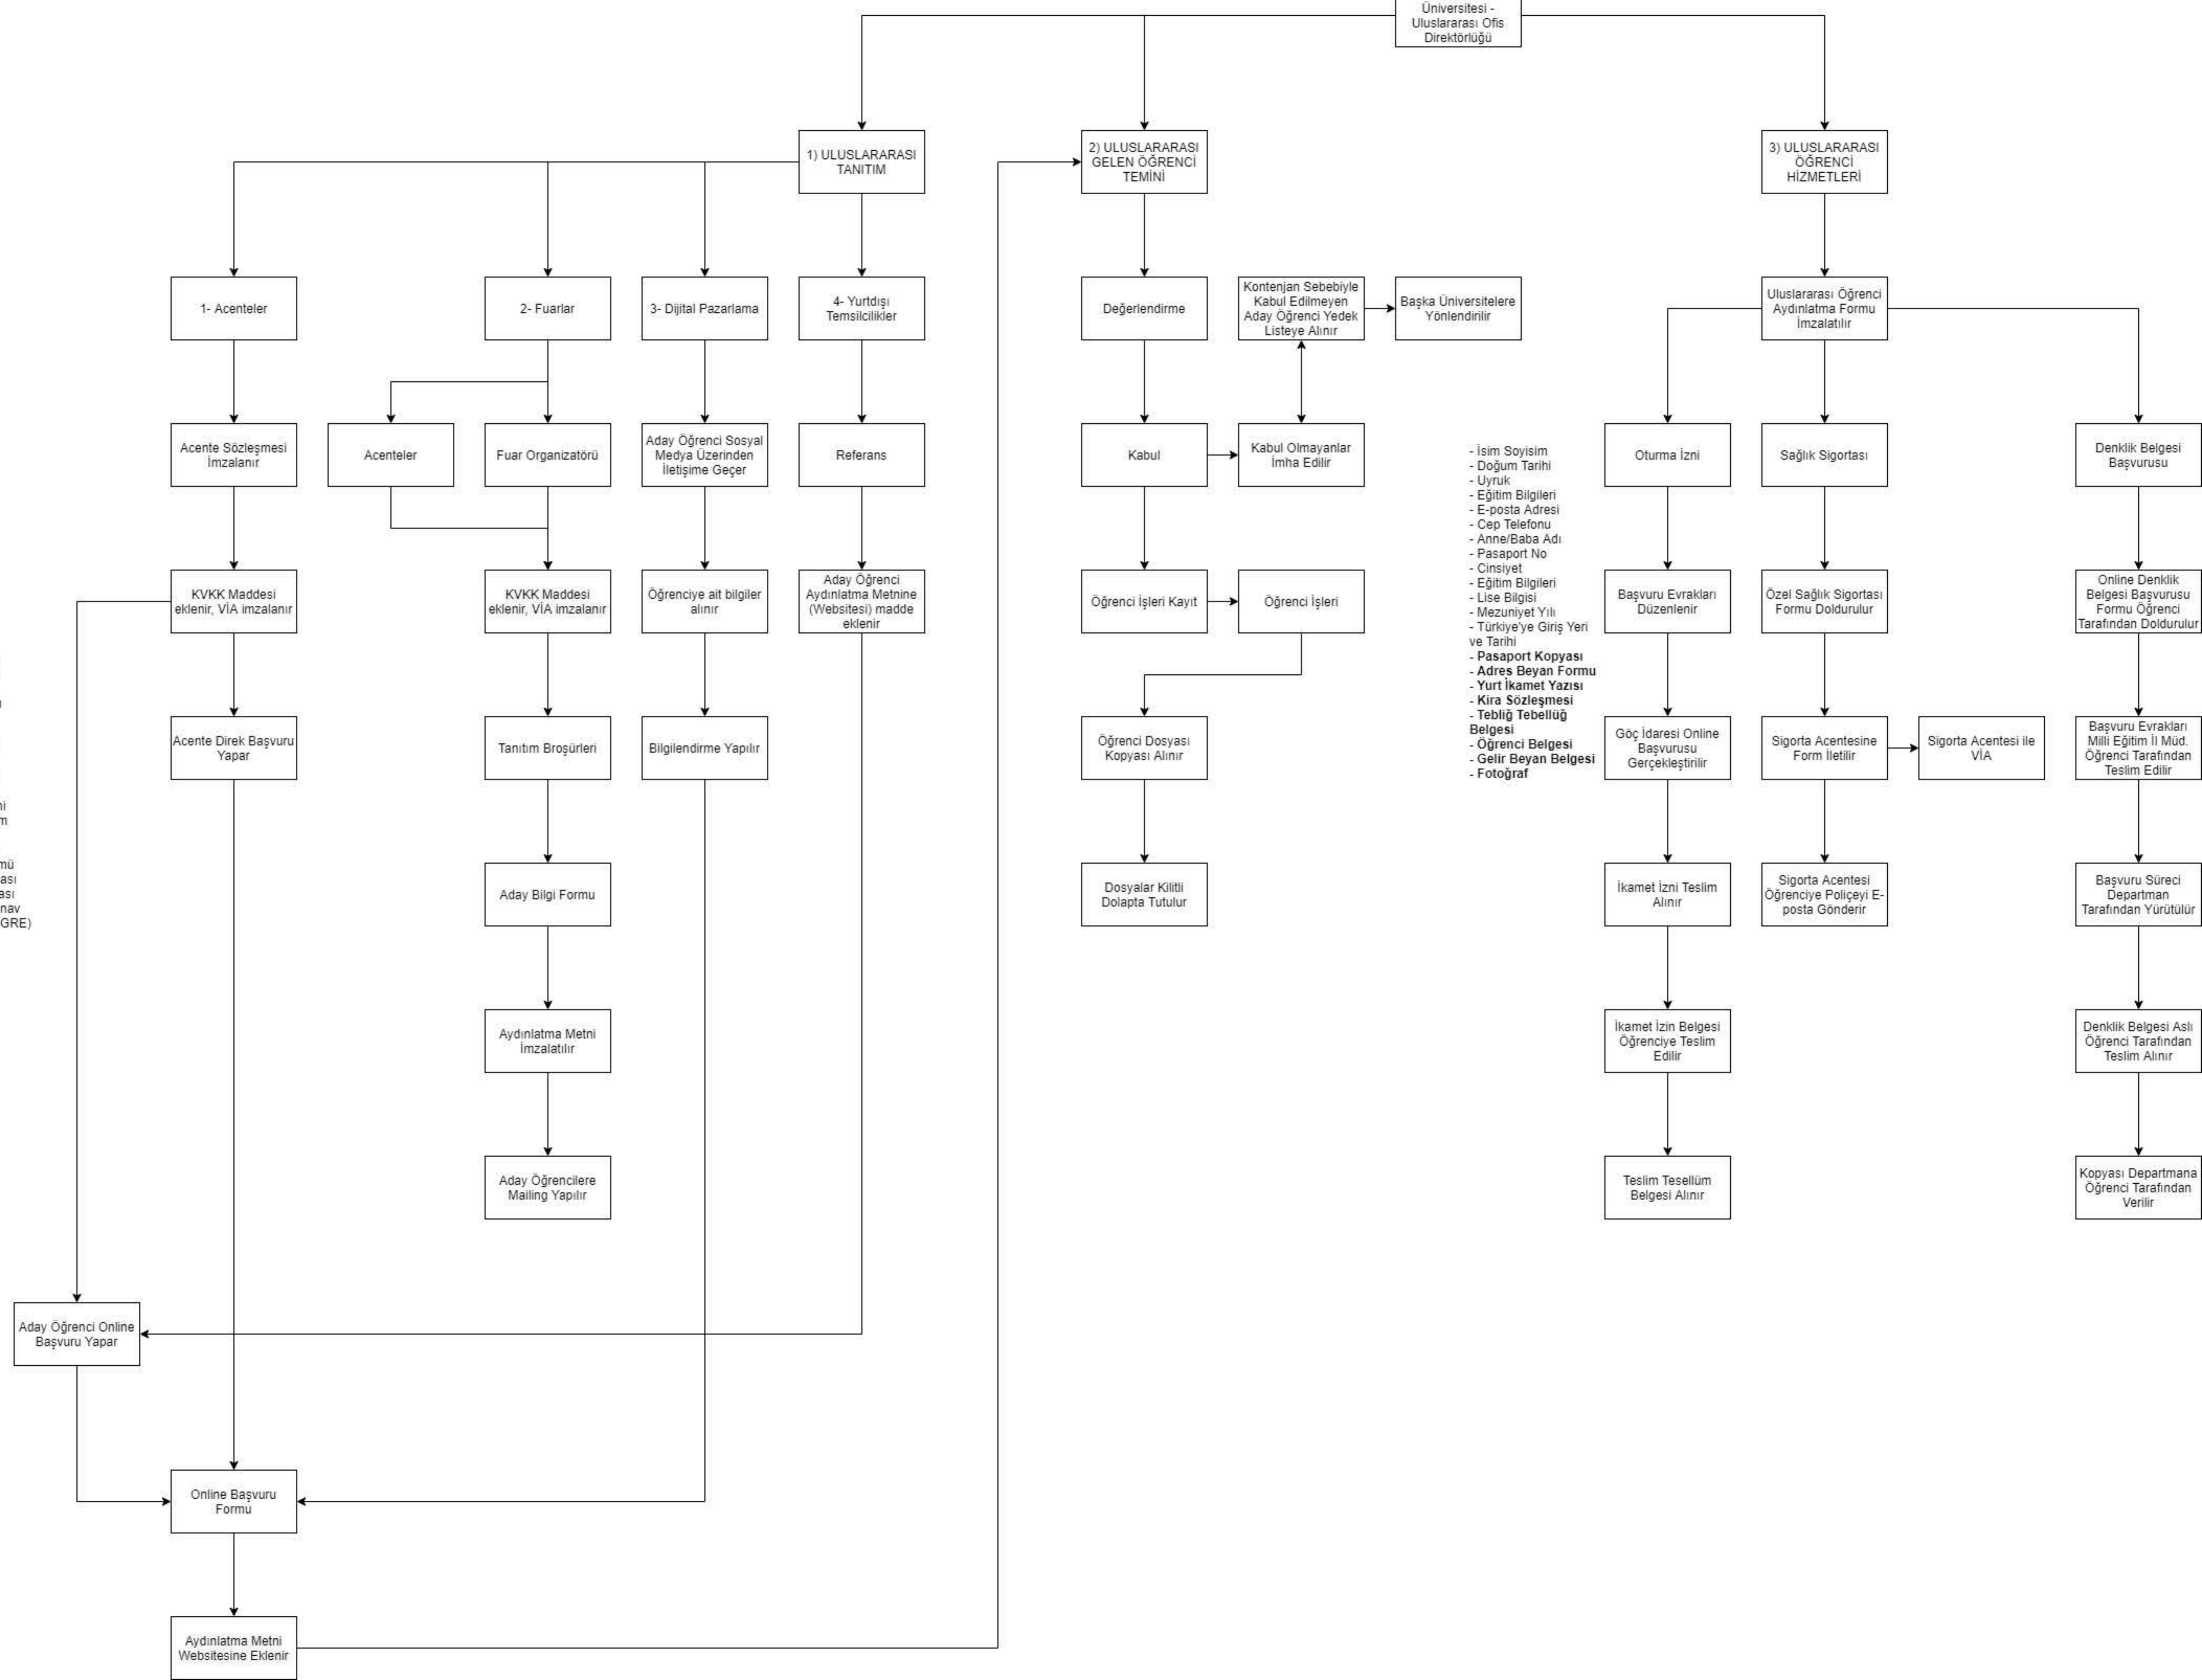 Üniversitesi -
Uluslararası Ofis
Direktörlüğü
1) ULUSLARARASI
TANITIM
2) ULUSLARARASI
GELEN ÖĞRENCİ
TEMİNİ
3) ULUSLARARASI
ÖĞRENCİ
HİZMETLERİ
1- Acenteler
2- Fuarlar
3- Dijital Pazarlama
4- Yurtdışı
Temsilcilikler
Değerlendirme
Kontenjan Sebebiyle
Kabul Edilmeyen
Aday Öğrenci Yedek
Listeye Alınır
Başka Üniversitelere
Yönlendirilir
Uluslararası Öğrenci
Aydınlatma Formu
İmzalatılır
Acente Sözleşmesi
İmzalanır
Acenteler
Fuar Organizatörü
Aday Öğrenci Sosyal
Medya Üzerinden
İletişime Geçer
Referans
Kabul
Kabul Olmayanlar
İmha Edilir
- İsim Soyisim
- Doğum Tarihi
- Uyruk
- Eğitim Bilgileri
- E-posta Adresi
- Cep Telefonu
- Anne/Baba Adı
- Pasaport No
- Cinsiyet
- Eğitim Bilgileri
- Lise Bilgisi
- Mezuniyet Yılı
- Türkiye'ye Giriş Yeri
ve Tarihi
- Pasaport Kopyası
- Adres Beyan Formu
- Yurt İkamet Yazısı
- Kira Sözleşmesi
- Tebliğ Tebellüğ
Belgesi
- Öğrenci Belgesi
- Gelir Beyan Belgesi
- Fotoğraf
Oturma İzni
Sağlık Sigortası
Denklik Belgesi
Başvurusu
KVKK Maddesi
eklenir, VİA imzalanır
KVKK Maddesi
eklenir, VİA imzalanır
Öğrenciye ait bilgiler
alınır
Aday Öğrenci
Aydınlatma Metnine
(Websitesi) madde
eklenir
Öğrenci İşleri Kayıt
Öğrenci İşleri
Başvuru Evrakları
Düzenlenir
Özel Sağlık Sigortası
Formu Doldurulur
Online Denklik
Belgesi Başvurusu
Formu Öğrenci
Tarafından Doldurulur
Acente Direk Başvuru
Yapar
Tanıtım Broşürleri
Bilgilendirme Yapılır
Öğrenci Dosyası
Kopyası Alınır
Göç İdaresi Online
Başvurusu
Gerçekleştirilir
Sigorta Acentesine
Form İletilir
Sigorta Acentesi ile
VİA
Başvuru Evrakları
Milli Eğitim İl Müd.
Öğrenci Tarafından
Teslim Edilir
GRE)
Aday Bilgi Formu
Dosyalar Kilitli
Dolapta Tutulur
İkamet İzni Teslim
Alınır
Sigorta Acentesi
Öğrenciye Poliçeyi E-
posta Gönderir
Başvuru Süreci
Departman
Tarafından Yürütülür
Aydınlatma Metni
İmzalatılır
İkamet İzin Belgesi
Öğrenciye Teslim
Edilir
Denklik Belgesi Aslı
Öğrenci Tarafından
Teslim Alınır
Aday Öğrencilere
Mailing Yapılır
Teslim Tesellüm
Belgesi Alınır
Kopyası Departmana
Öğrenci Tarafından
Verilir
Aday Öğrenci Online
Başvuru Yapar
Online Başvuru
Formu
Aydınlatma Metni
Websitesine Eklenir